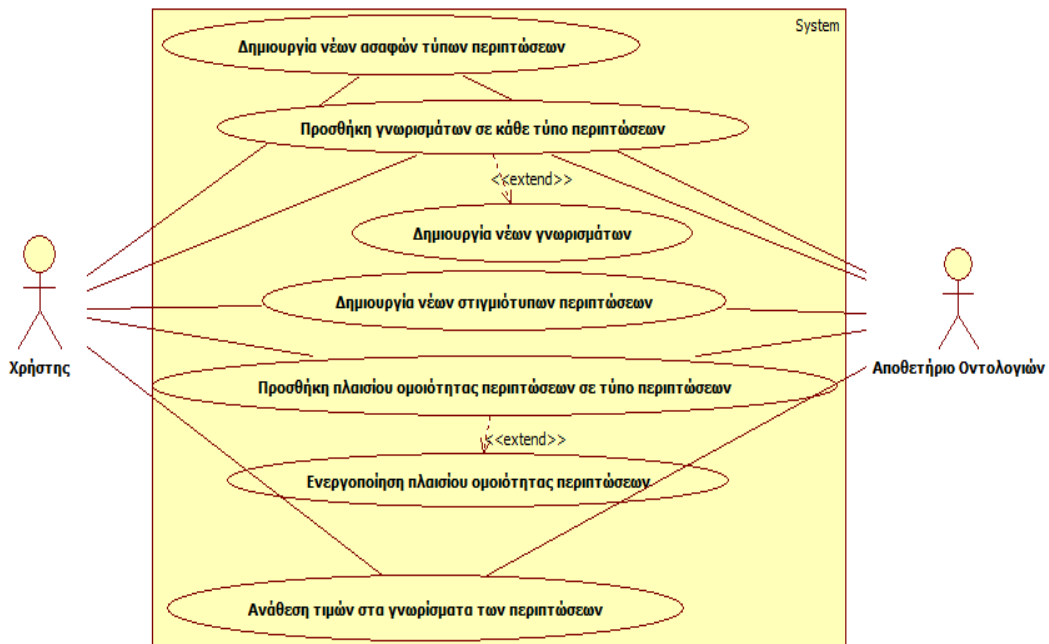 System
Δημιουργία νέων ασαφών τύπων περιπτώσεων
Προσθήκη γνωρισμάτων σε κάθε τύπο περιπτώσεων
<<extend>>
Δημιουργία νέων γνωρισμάτων
Δημιουργία νέων στιγμιότυπων περιπτώσεων
Χρήστης
Αποθετήριο Οντολογιών
Προσθήκη πλαισίου ομοιότητας περιπτώσεων σε τύπο περιπτώσεων
<<extend>>
Ενεργοποίηση πλαισίου ομοιότητας περιπτώσεων
Ανάθεση τιμών στα γνωρίσματα των περιπτώσεων